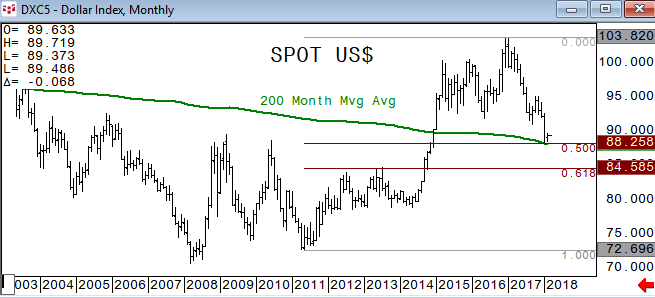 DXC5 - Dollar Index, Monthly
O= 89.633
H= 89.719
L= 89.373
L= 89.486
Δ= -0.068
SPOT US$
200 Month Mvg Avg
0.000
0.500
0.618
1.000
103.820
100.000
95.000
90.000
88.258
84.585
80.000
75.000
72.696
70.000
003 2004 2005 2006 2007 2008 2009 2010 2011 2012 2013 2014 2015 2016 2017 2018